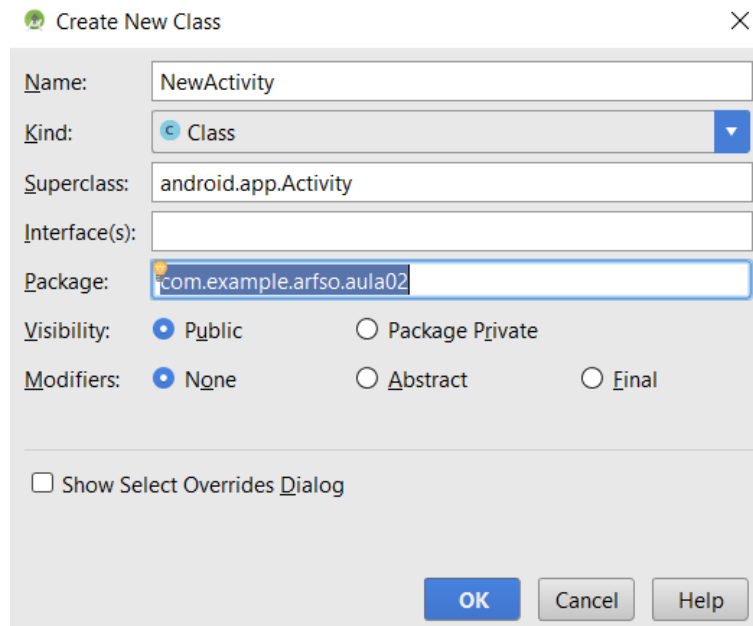 Create New Class
Name: NewActivity
Kind: C Class
Superclass: android.app.Activity
Interface(s):
Package: com.example.arfso.aula02
Visibility: Public Package Private
Modifiers: None Abstract Final
Show Select Overrides Dialog
OK Cancel Help